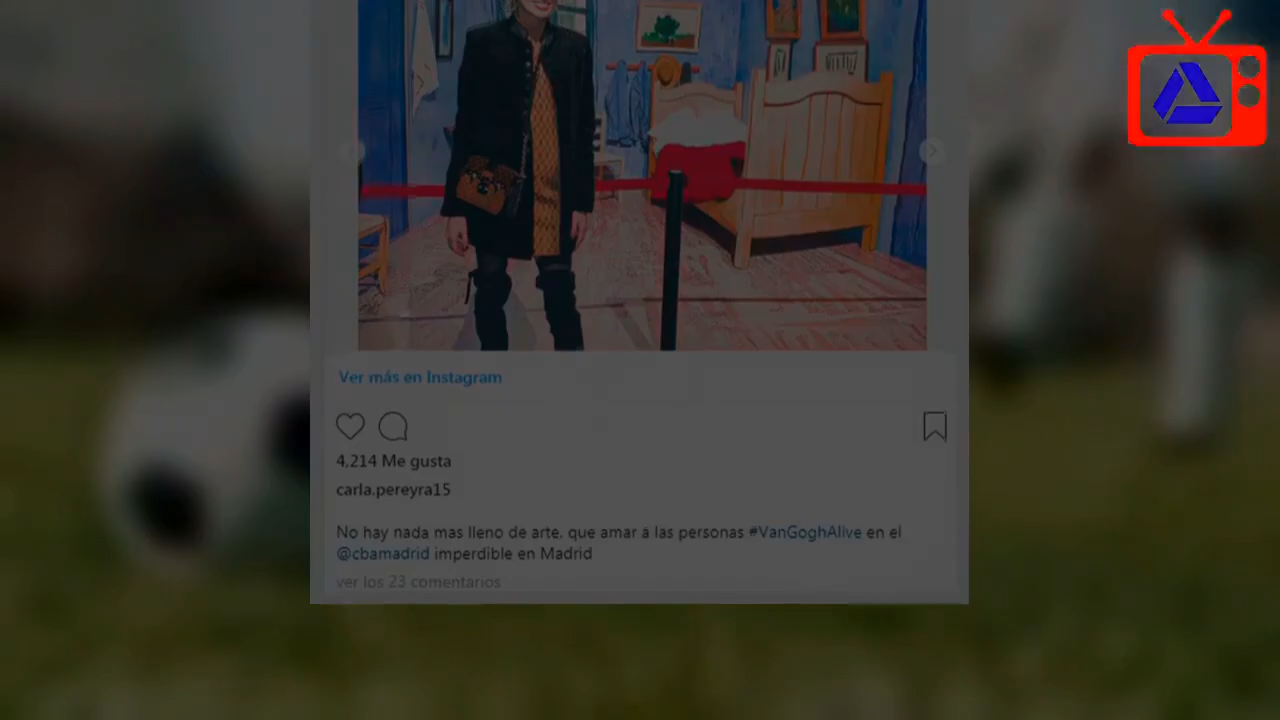 Ver más en Instagram
4.214 Me gusta
carla.pereyra15
No hay nada mas lleno de arte, que amar a las personas #VanGoghAlive en el
@cbamadrid imperdible en Madrid
ver los 23 comentarios